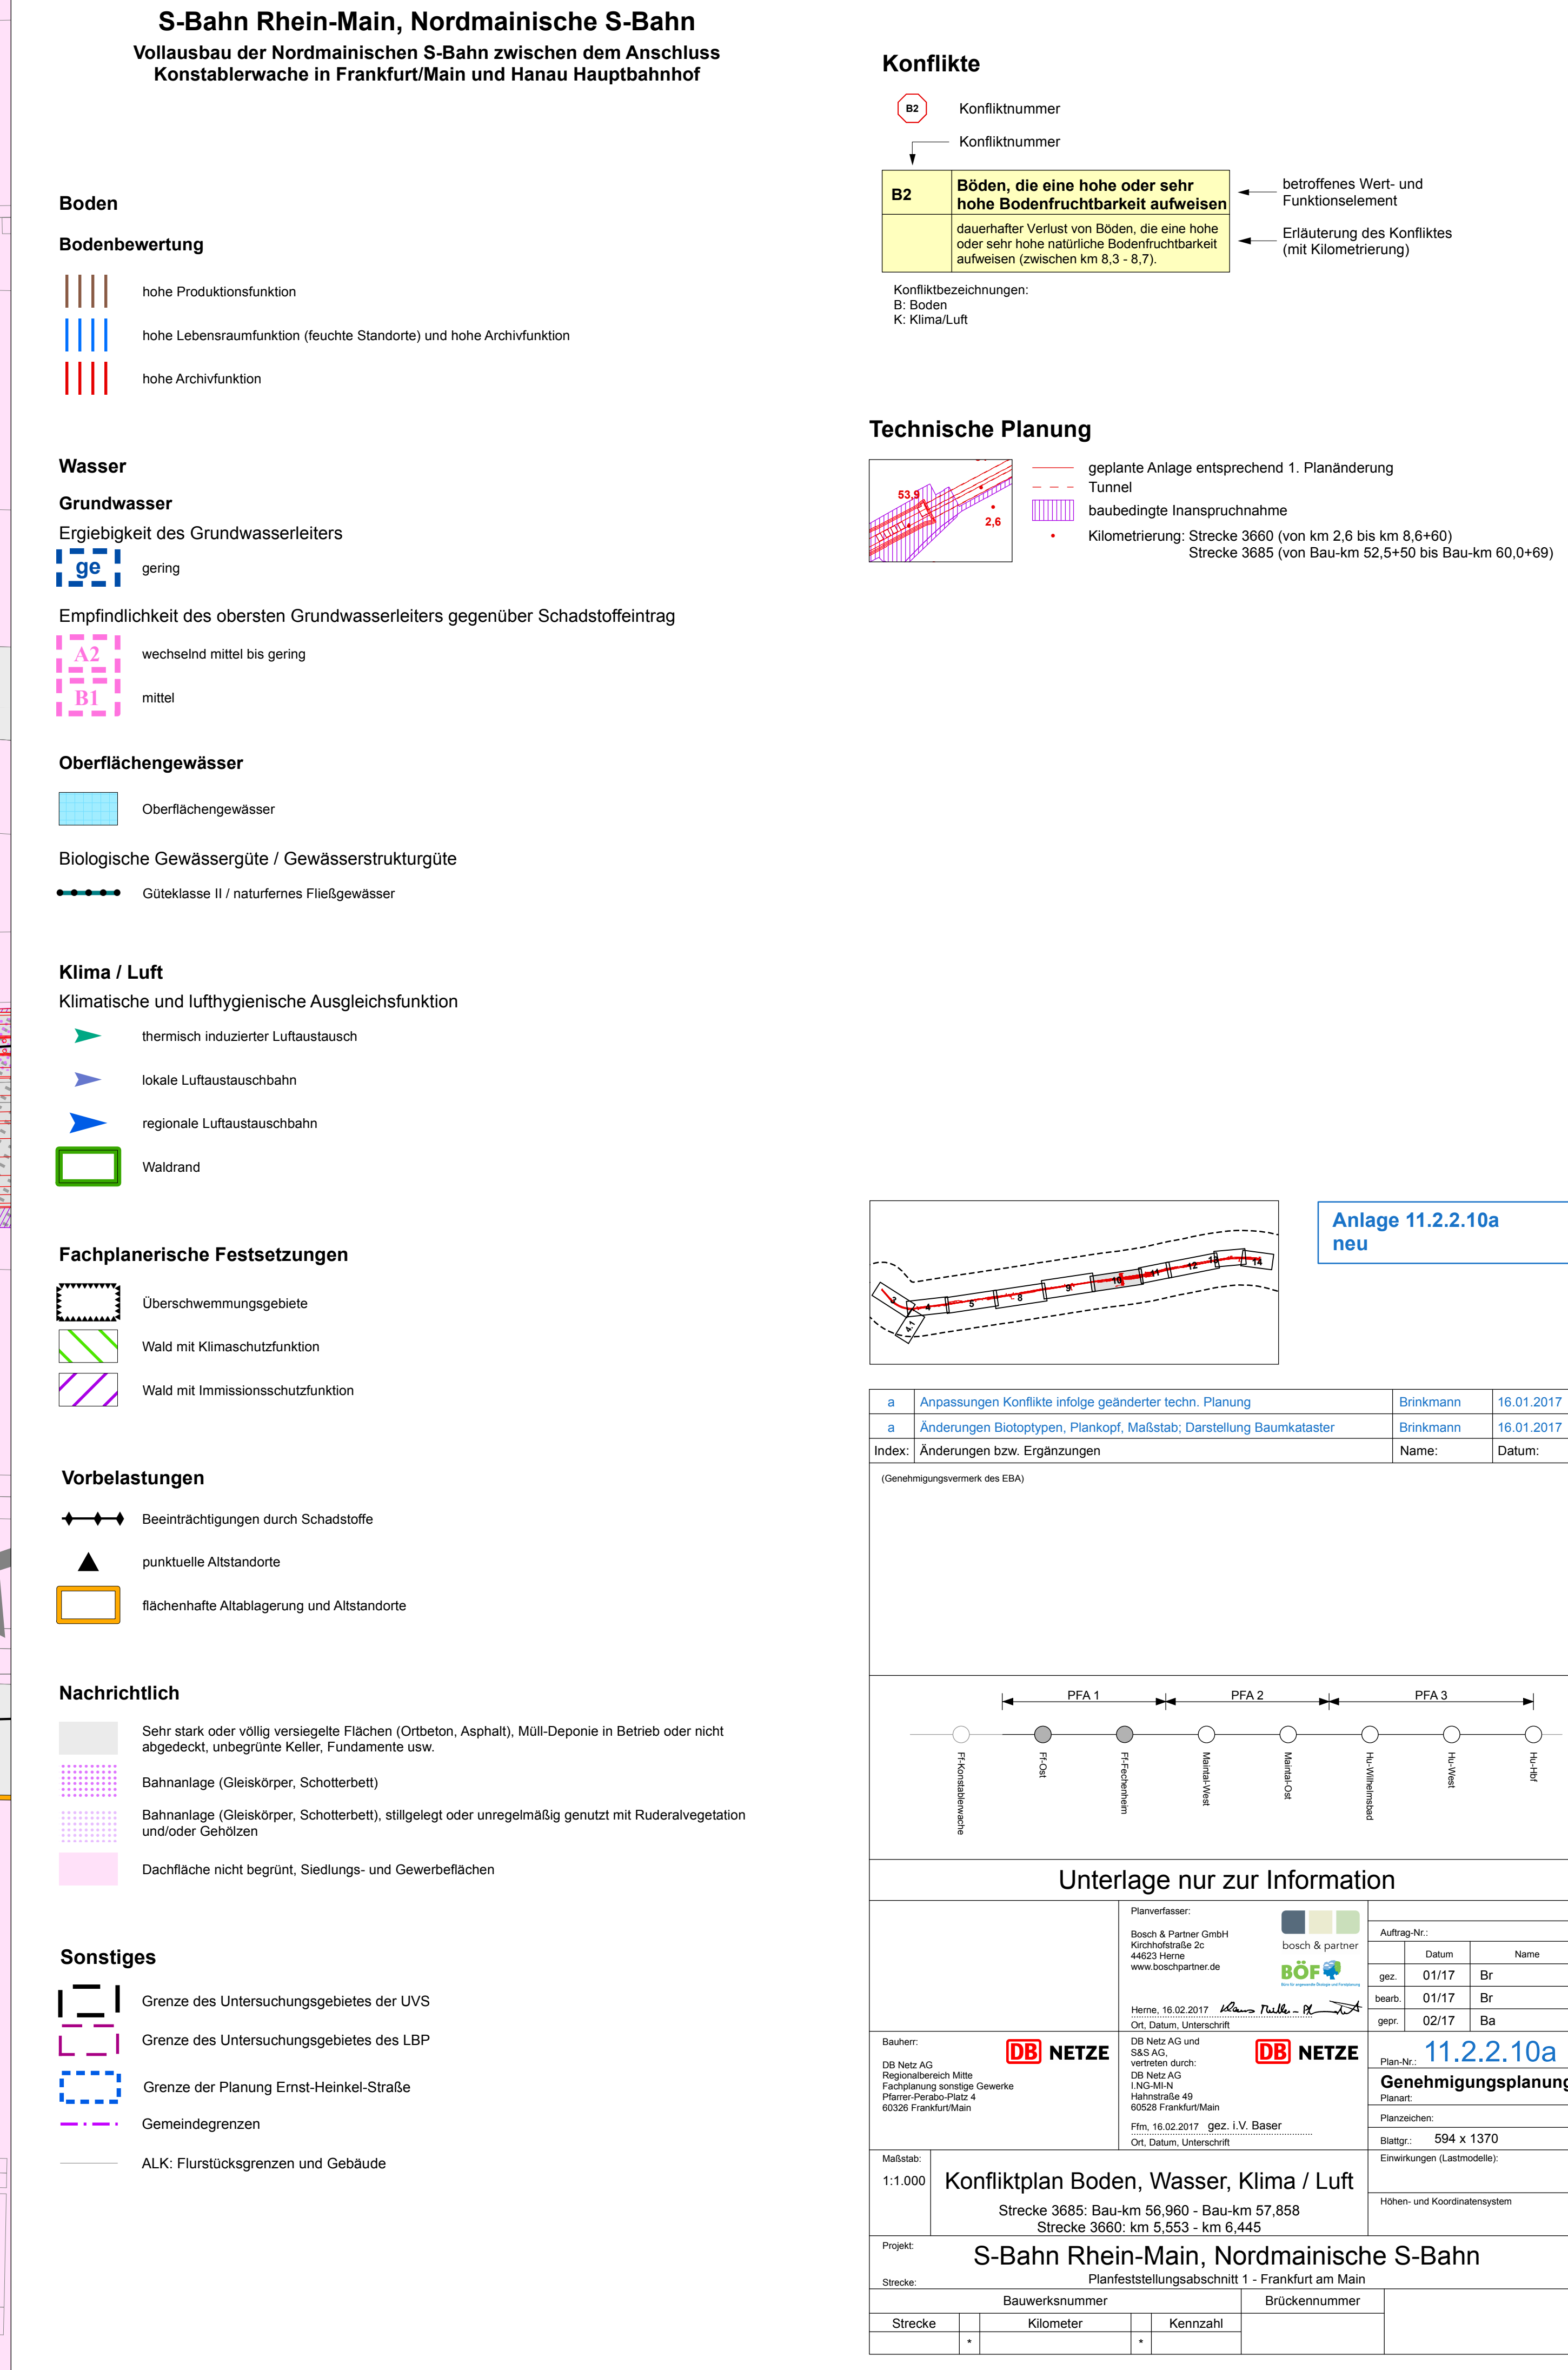 S-Bahn Rhein-Main, Nordmainische S-Bahn
Vollausbau der Nordmainischen S-Bahn zwischen dem Anschluss
Konstablerwache in Frankfurt/Main und Hanau Hauptbahnhof
Boden
Bodenbewertung
hohe Produktionsfunktion
hohe Lebensraumfunktion (feuchte Standorte) und hohe Archivfunktion
hohe Archivfunktion
Wasser
Grundwasser
Ergiebigkeit des Grundwasserleiters
ge
gering
Empfindlichkeit des obersten Grundwasserleiters gegenüber Schadstoffeintrag
A2
wechselnd mittel bis gering
B1
mittel
Oberflächengewässer
Oberflächengewässer
Biologische Gewässergüte / Gewässerstrukturgüte
Güteklasse II / naturfernes Fließgewässer
Klima / Luft
Klimatische und lufthygienische Ausgleichsfunktion
thermisch induzierter Luftaustausch
lokale Luftaustauschbahn
regionale Luftaustauschbahn
Waldrand
Fachplanerische Festsetzungen
Überschwemmungsgebiete
Wald mit Klimaschutzfunktion
Wald mit Immissionsschutzfunktion
Vorbelastungen
Beeinträchtigungen durch Schadstoffe
punktuelle Altstandorte
flächenhafte Altablagerung und Altstandorte
Nachrichtlich
Sehr stark oder völlig versiegelte Flächen (Ortbeton, Asphalt), Müll-Deponie in Betrieb oder nicht
abgedeckt, unbegrünte Keller, Fundamente usw.
Bahnanlage (Gleiskörper, Schotterbett)
Bahnanlage (Gleiskörper, Schotterbett), stillgelegt oder unregelmäßig genutzt mit Ruderalvegetation
und/oder Gehölzen
Dachfläche nicht begrünt, Siedlungs- und Gewerbeflächen
Sonstiges
Grenze des Untersuchungsgebietes der UVS
Grenze des Untersuchungsgebietes des LBP
Grenze der Planung Ernst-Heinkel-Straße
Gemeindegrenzen
ALK: Flurstücksgrenzen und Gebäude
Konflikte
B2
Konfliktnummer
Konfliktnummer
B2
Böden, die eine hohe oder sehr
hohe Bodenfruchtbarkeit aufweisen
betroffenes Wert- und
Funktionselement
dauerhafter Verlust von Böden, die eine hohe
oder sehr hohe natürliche Bodenfruchtbarkeit
aufweisen (zwischen km 8,3 - 8,7).
Erläuterung des Konfliktes
(mit Kilometrierung)
Konfliktbezeichnungen:
B: Boden
K: Klima/Luft
Technische Planung
53,9
2,6
geplante Anlage entsprechend 1. Planänderung
Tunnel
baubedingte Inanspruchnahme
Kilometrierung: Strecke 3660 (von km 2,6 bis km 8,6+60)
Strecke 3685 (von Bau-km 52,5+50 bis Bau-km 60,0+69)
3
4
4.1
5
8
9
10
11
12
13
14
Anlage 11.2.2.10a
neu
a Anpassungen Konflikte infolge geänderter techn. Planung Brinkmann 16.01.2017
a Änderungen Biotoptypen, Plankopf, Maßstab; Darstellung Baumkataster Brinkmann 16.01.2017
Index: Änderungen bzw. Ergänzungen Name: Datum:
(Genehmigungsvermerk des EBA)
PFA 1 PFA 2 PFA 3
Ff-Konstablerwache
Ff-Ost
Ff-Fechenheim
Maintal-West
Maintal-Ost
Hu-Wilhelmsbad
Hu-West
Hu-Hbf
Unterlage nur zur Information
Planverfasser:
Bosch & Partner GmbH
Kirchhofstraße 2c
44623 Herne
www.boschpartner.de
bosch & partner
BÖF
Büro für angewandte Ökologie und Forstplanung
Herne, 16.02.2017
Ort, Datum, Unterschrift
Auftrag-Nr.:
Datum Name
gez. 01/17 Br
bearb. 01/17 Br
gepr. 02/17 Ba
Bauherr:
DB NETZE
DB Netz AG
Regionalbereich Mitte
Fachplanung sonstige Gewerke
Pfarrer-Perabo-Platz 4
60326 Frankfurt/Main
DB Netz AG und
S&S AG,
vertreten durch:
DB Netz AG
I.NG-MI-N
Hahnstraße 49
60528 Frankfurt/Main
DB NETZE
Ffm, 16.02.2017 gez. i.V. Baser
Ort, Datum, Unterschrift
Plan-Nr.: 11.2.2.10a
Genehmigungsplanung
Planart:
Planzeichen:
Blattgr.: 594 x 1370
Maßstab:
1:1.000
Konfliktplan Boden, Wasser, Klima / Luft
Strecke 3685: Bau-km 56,960 - Bau-km 57,858
Strecke 3660: km 5,553 - km 6,445
Einwirkungen (Lastmodelle):
Höhen- und Koordinatensystem
Projekt:
S-Bahn Rhein-Main, Nordmainische S-Bahn
Strecke:
Planfeststellungsabschnitt 1 - Frankfurt am Main
Bauwerksnummer Brückennummer
Strecke Kilometer Kennzahl
* *